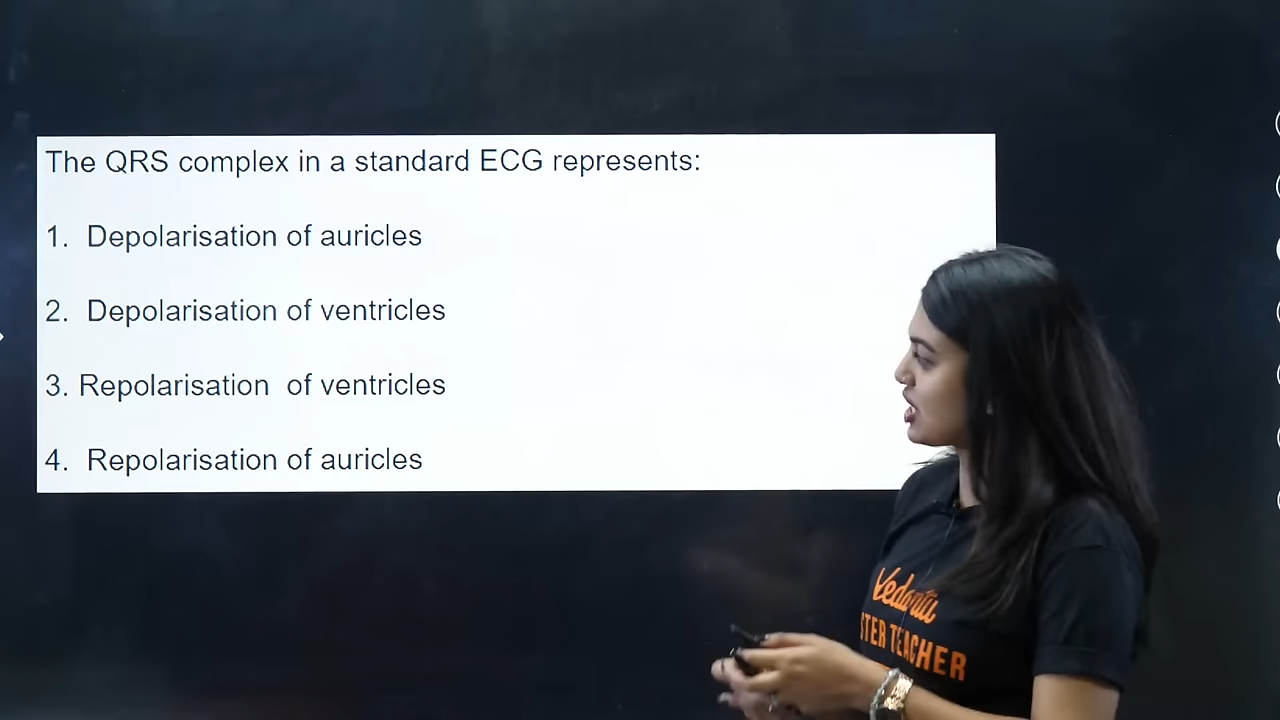 The QRS complex in a standard ECG represents:
1. Depolarisation of auricles
2. Depolarisation of ventricles
3. Repolarisation of ventricles
4. Repolarisation of auricles
Vedantu
TEACHER